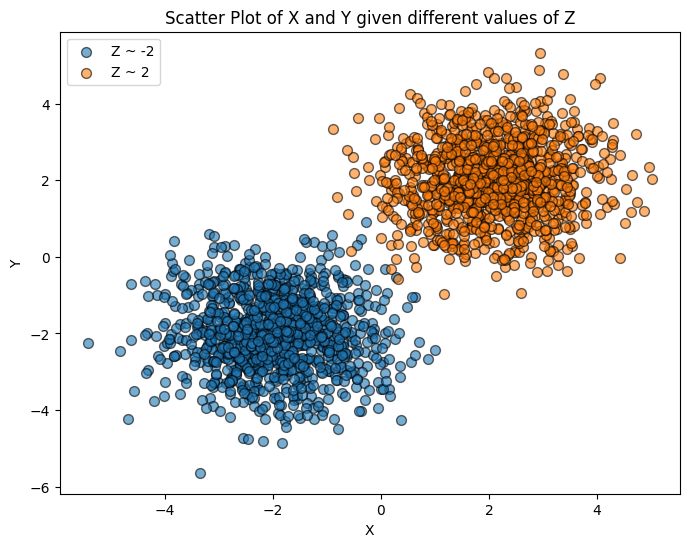 Scatter Plot of X and Y given different values of Z
Z ~ -2
Z ~ 2
4
2
0
−2
−4
−6
Y
−4
−2
0
2
4
X